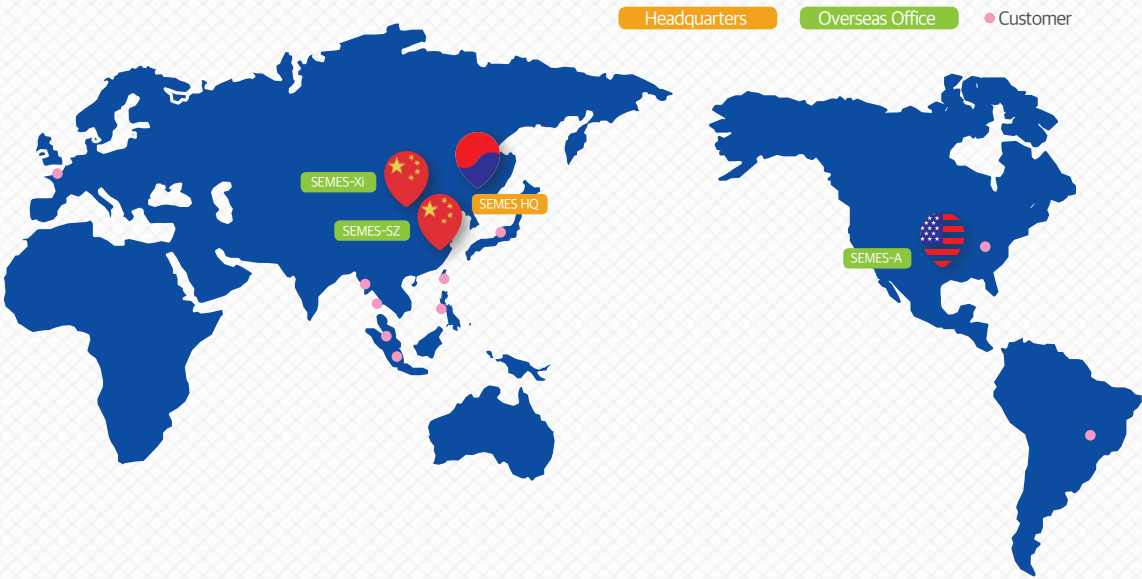 Headquarters
Overseas Office
Customer
SEMES-Xi
SEMES HQ
SEMES-SZ
SEMES-A